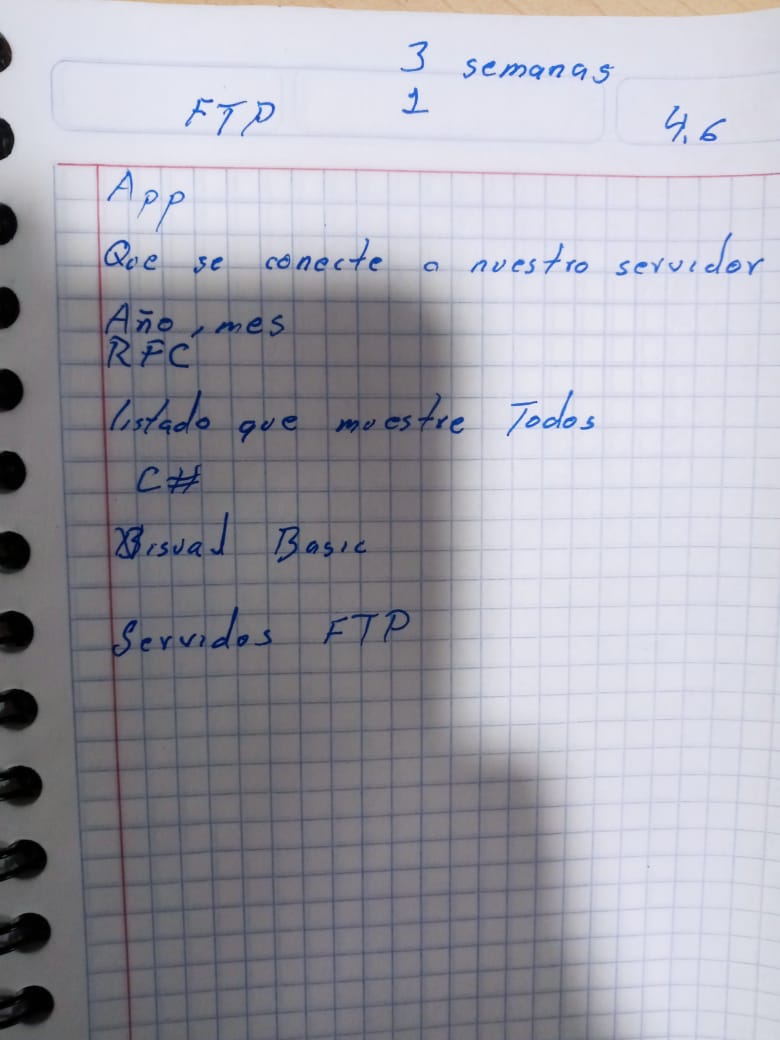 3 semanas
FTP 1 4.6
App
Que se conecte a nuestro servidor
Año, mes
RFC
listado que muestre Todos
C#
Visual Basic
Servidos FTP